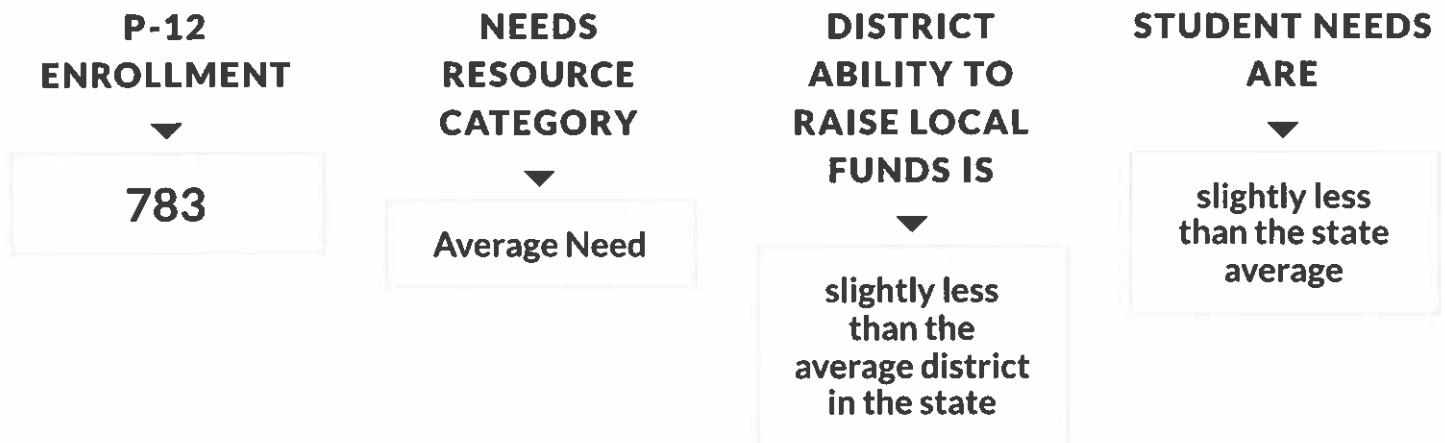 P-12
ENROLLMENT
783
NEEDS
RESOURCE
CATEGORY
Average Need
DISTRICT
ABILITY TO
RAISE LOCAL
FUNDS IS
slightly less
than the
average district
in the state
STUDENT NEEDS
ARE
slightly less
than the state
average